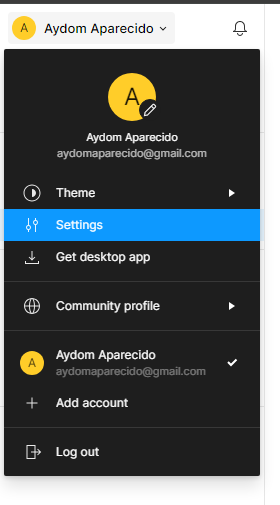 A Aydom Aparecido
A
Aydom Aparecido
aydomaparecido@gmail.com
Theme
Settings
Get desktop app
Community profile
A Aydom Aparecido
aydomaparecido@gmail.com
Add account
Log out